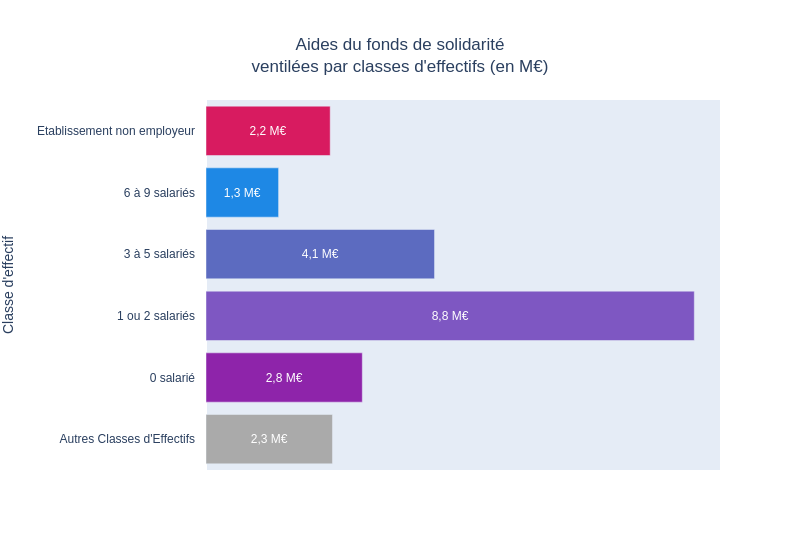 Aides du fonds de solidarité
ventilées par classes d'effectifs (en M€)
Classe d'effectif
Etablissement non employeur
2,2 M€
6 à 9 salariés
1,3 M€
3 à 5 salariés
4,1 M€
1 ou 2 salariés
8,8 M€
0 salarié
2,8 M€
Autres Classes d'Effectifs
2,3 M€